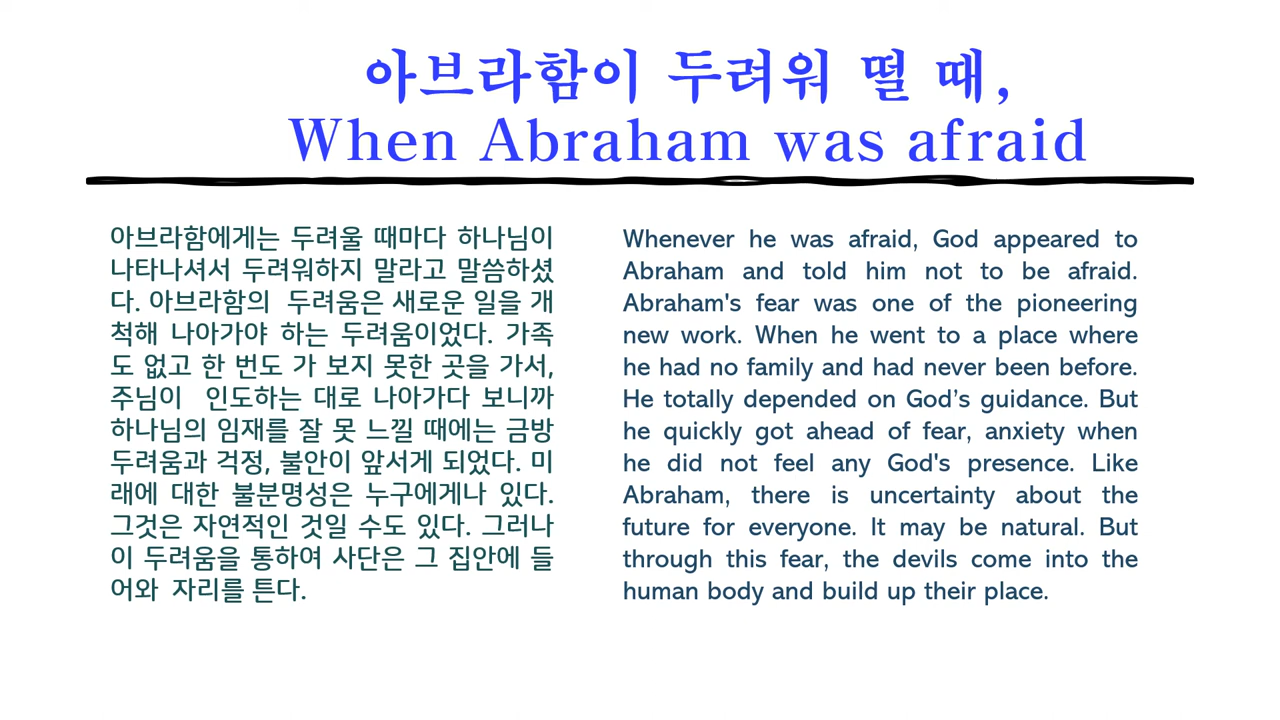 아브라함이 두려워 떨 때,
When Abraham was afraid
아브라함에게는 두려울 때마다 하나님이
나타나셔서 두려워하지 말라고 말씀하셨
다. 아브라함의 두려움은 새로운 일을 개
척해 나아가야 하는 두려움이었다. 가족
도 없고 한 번도 가 보지 못한 곳을 가서,
주님이 인도하는 대로 나아가다 보니까
하나님의 임재를 잘 못 느낄 때에는 금방
두려움과 걱정, 불안이 앞서게 되었다. 미
래에 대한 불분명성은 누구에게나 있다.
그것은 자연적인 것일 수도 있다. 그러나
이 두려움을 통하여 사단은 그 집안에 들
어와 자리를 튼다.
Whenever he was afraid, God appeared to
Abraham and told him not to be afraid.
Abraham's fear was one of the pioneering
new work. When he went to a place where
he had no family and had never been before.
He totally depended on God’s guidance. But
he quickly got ahead of fear, anxiety when
he did not feel any God's presence. Like
Abraham, there is uncertainty about the
future for everyone. It may be natural. But
through this fear, the devils come into the
human body and build up their place.